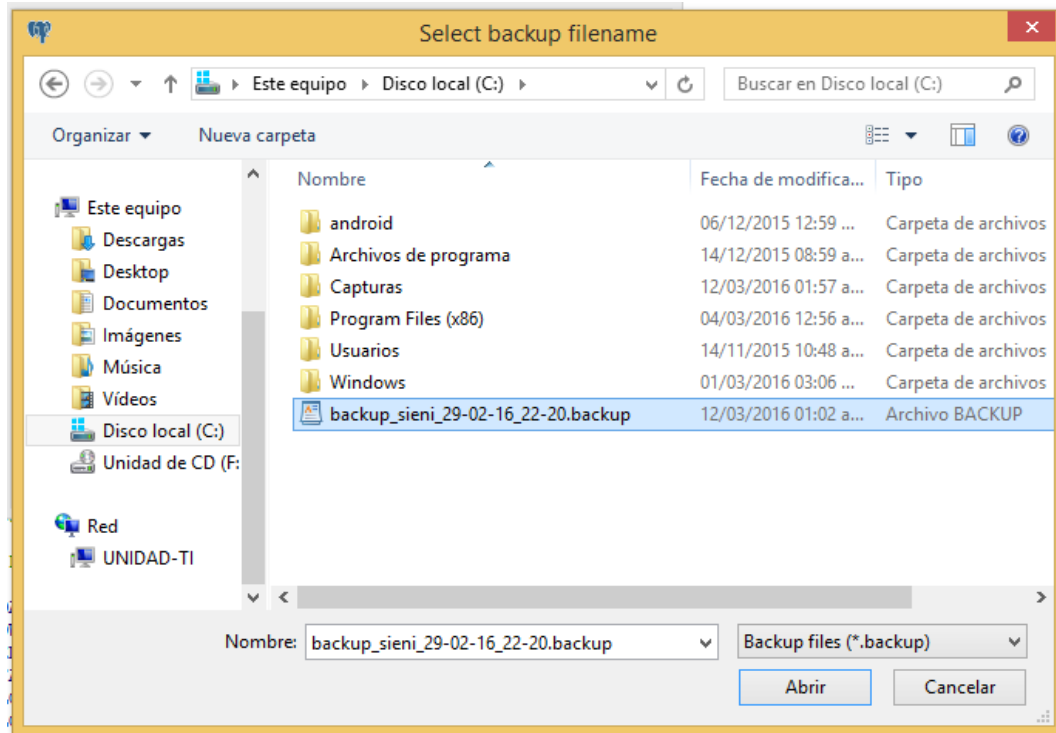 Select backup filename
Este equipo Disco local (C:) Buscar en Disco local (C:)
Organizar Nueva carpeta
Nombre Fecha de modifica... Tipo
Este equipo
Descargas
Desktop
Documentos
Imágenes
Música
Vídeos
Disco local (C:)
Unidad de CD (F:
Red
UNIDAD-TI
android 06/12/2015 12:59 ... Carpeta de archivos
Archivos de programa 14/12/2015 08:59 a... Carpeta de archivos
Capturas 12/03/2016 01:57 a... Carpeta de archivos
Program Files (x86) 04/03/2016 12:56 a... Carpeta de archivos
Usuarios 14/11/2015 10:48 a... Carpeta de archivos
Windows 01/03/2016 03:06 ... Carpeta de archivos
backup_sieni_29-02-16_22-20.backup 12/03/2016 01:02 a... Archivo BACKUP
Nombre: backup_sieni_29-02-16_22-20.backup Backup files (*.backup)
Abrir Cancelar